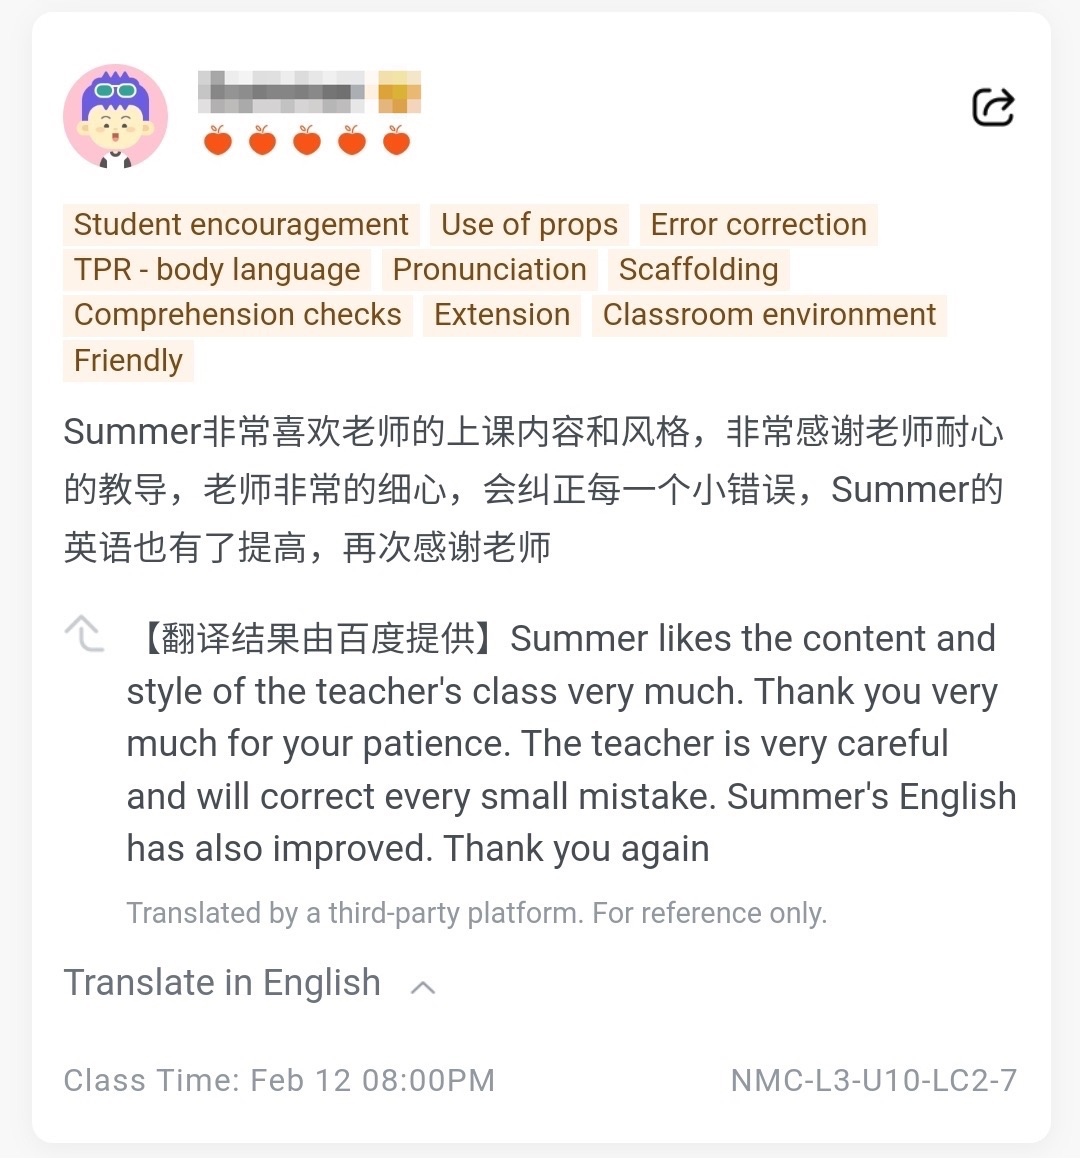 Student encouragement Use of props Error correction
TPR - body language Pronunciation Scaffolding
Comprehension checks Extension Classroom environment
Friendly
Summer非常喜欢老师的上课内容和风格，非常感谢老师耐心
的教导，老师非常的细心，会纠正每一个小错误，Summer的
英语也有了提高，再次感谢老师
【翻译结果由百度提供】Summer likes the content and
style of the teacher's class very much. Thank you very
much for your patience. The teacher is very careful
and will correct every small mistake. Summer's English
has also improved. Thank you again
Translated by a third-party platform. For reference only.
Translate in English
Class Time: Feb 12 08:00PM NMC-L3-U10-LC2-7